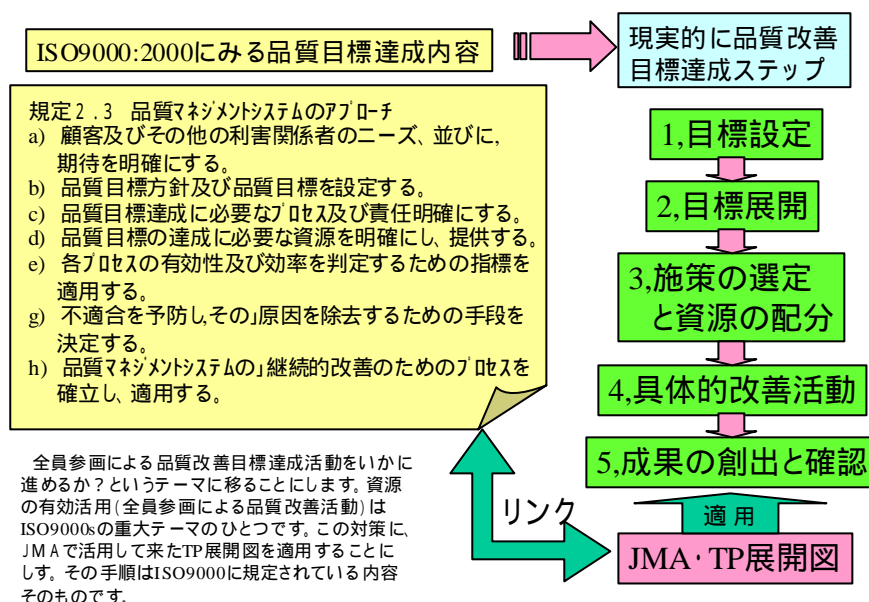 ISO9000:2000にみる品質目標達成内容
現実的に品質改善
目標達成ステップ
規定2.3 品質ﾏﾈｼﾞﾒﾝﾄｼｽﾃﾑのｱﾌﾟﾛｰﾁ
a) 顧客及びその他の利害関係者のニーズ、並びに,
期待を明確にする。
b) 品質目標方針及び品質目標を設定する。
c) 品質目標達成に必要なﾌﾟﾛｾｽ及び責任明確にする。
d) 品質目標の達成に必要な資源を明確にし、提供する。
e) 各ﾌﾟﾛｾｽの有効性及び効率を判定するための指標を
適用する。
g) 不適合を予防し,その」原因を除去するための手段を
決定する。
h) 品質ﾏﾈｼﾞﾒﾝﾄｼｽﾃﾑの」継続的改善のためのﾌﾟﾛｾｽを
確立し、適用する。
1,目標設定
2,目標展開
3,施策の選定
と資源の配分
4,具体的改善活動
5,成果の創出と確認
適用
JMA・TP展開図
リンク
全員参画による品質改善目標達成活動をいかに
進めるか?というテーマに移ることにします。資源
の有効活用(全員参画による品質改善活動)は
ISO9000sの重大テーマのひとつです。この対策に、
JMAで活用して来たTP展開図を適用することに
しす。その手順はISO9000に規定されている内容
そのものです。